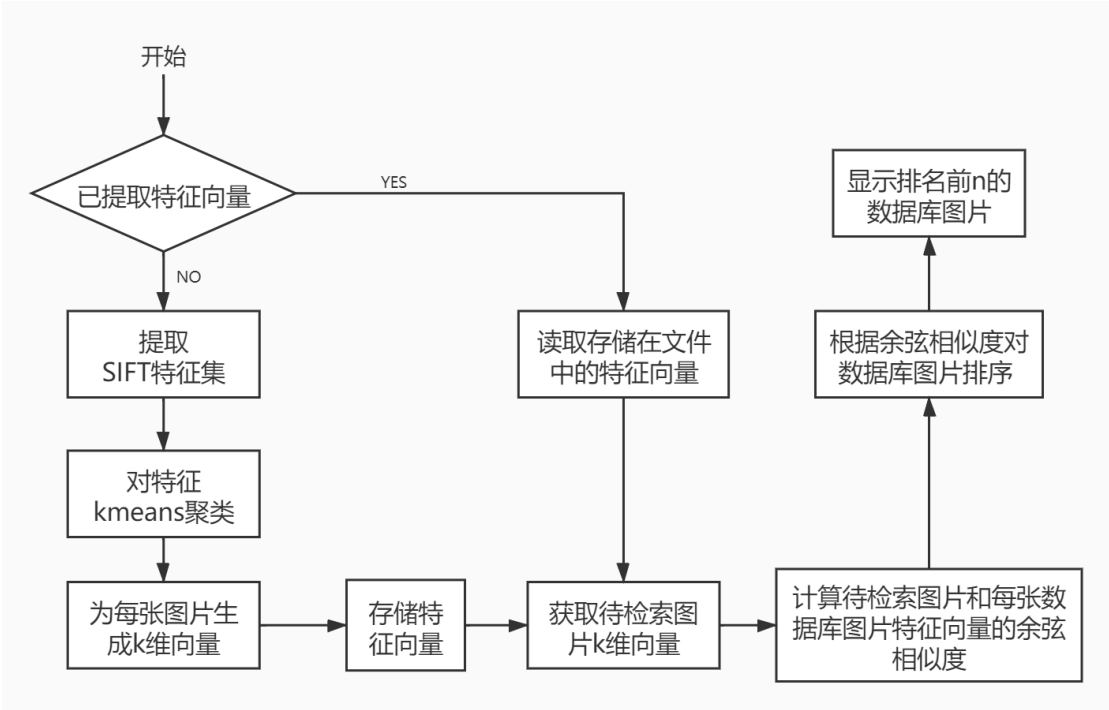 开始
已提取特征向量
YES
NO
提取
SIFT特征集
对特征
kmeans聚类
为每张图片生
成k维向量
存储特
征向量
读取存储在文件
中的特征向量
获取待检索图
片k维向量
计算待检索图片和每张数
据库图片特征向量的余弦
相似度
根据余弦相似度对
数据库图片排序
显示排名前n的
数据库图片